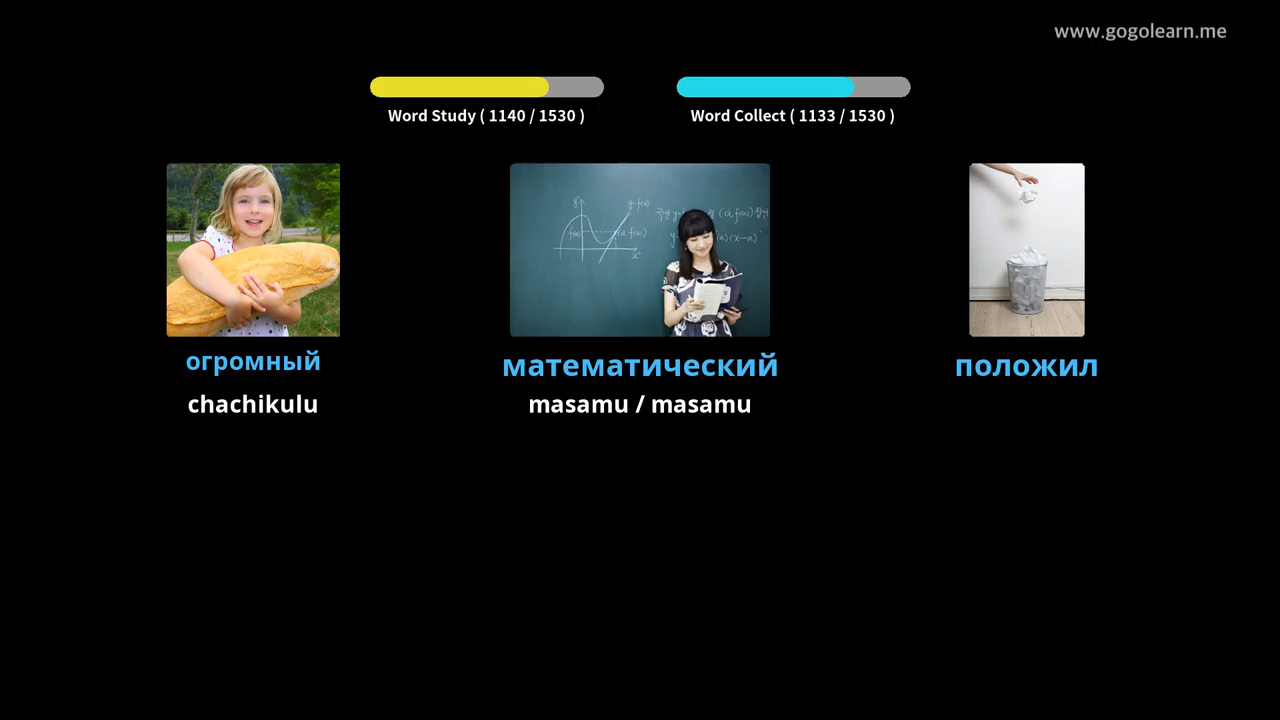 www.gogolearn.me
Word Study ( 1140 / 1530 )
Word Collect ( 1133 / 1530 )
огромный
математический
положил
chachikulu
masamu / masamu